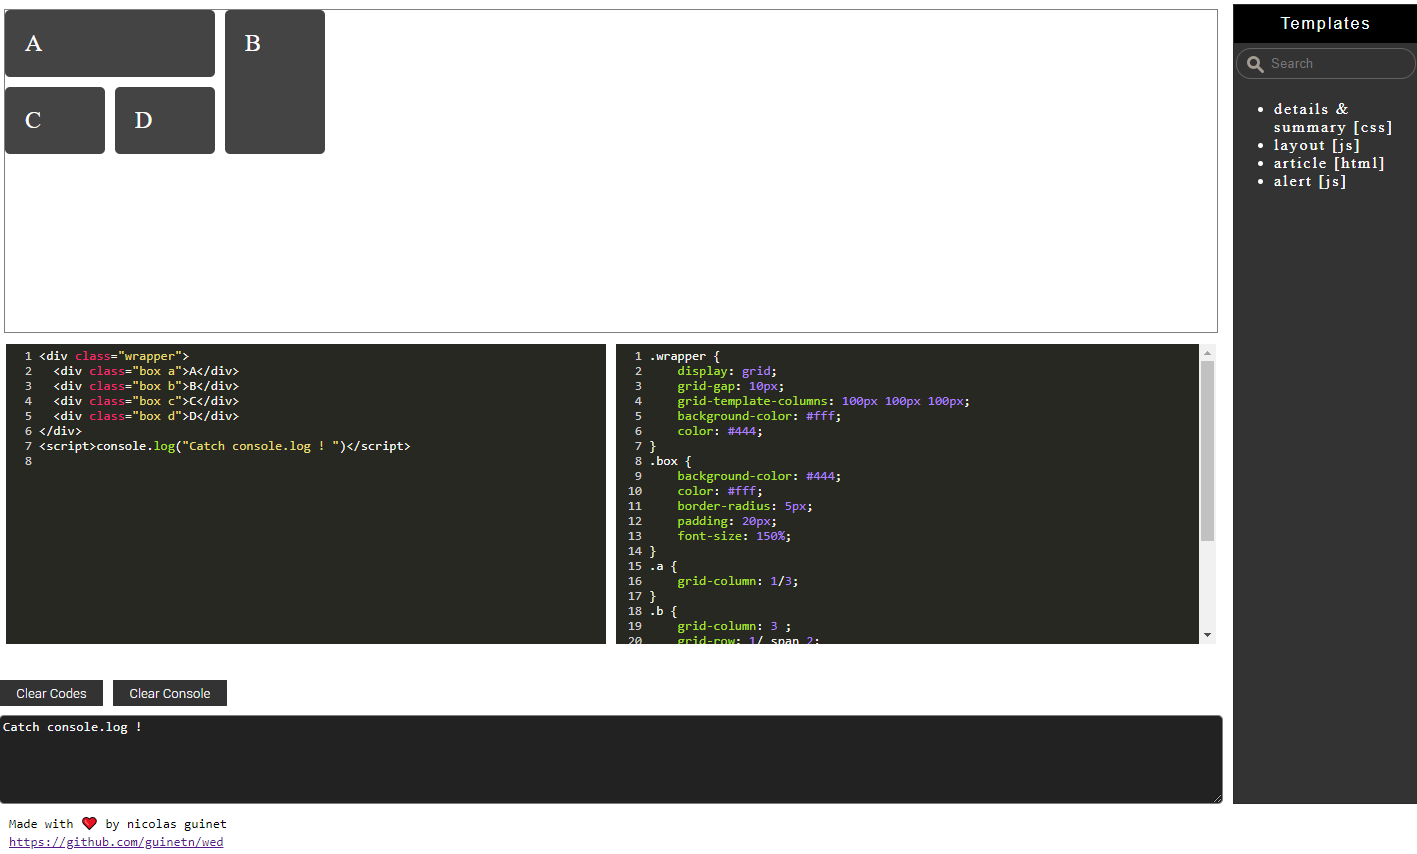 A
B
C
D
Templates
Search
details &
summary [css]
layout [js]
article [html]
alert [js]
1 <div class="wrapper">
2   <div class="box a">A</div>
3   <div class="box b">B</div>
4   <div class="box c">C</div>
5   <div class="box d">D</div>
6 </div>
7 <script>console.log("Catch console.log ! ")</script>
8
1 .wrapper {
2     display: grid;
3     grid-gap: 10px;
4     grid-template-columns: 100px 100px 100px;
5     background-color: #fff;
6     color: #444;
7 }
8 .box {
9     background-color: #444;
10     color: #fff;
11     border-radius: 5px;
12     padding: 20px;
13     font-size: 150%;
14 }
15 .a {
16     grid-column: 1/3;
17 }
18 .b {
19     grid-column: 3 ;
20     grid-row: 1/ span 2;
Clear Codes
Clear Console
Catch console.log !
Made with ❤ by nicolas guinet
https://github.com/guinetn/wed